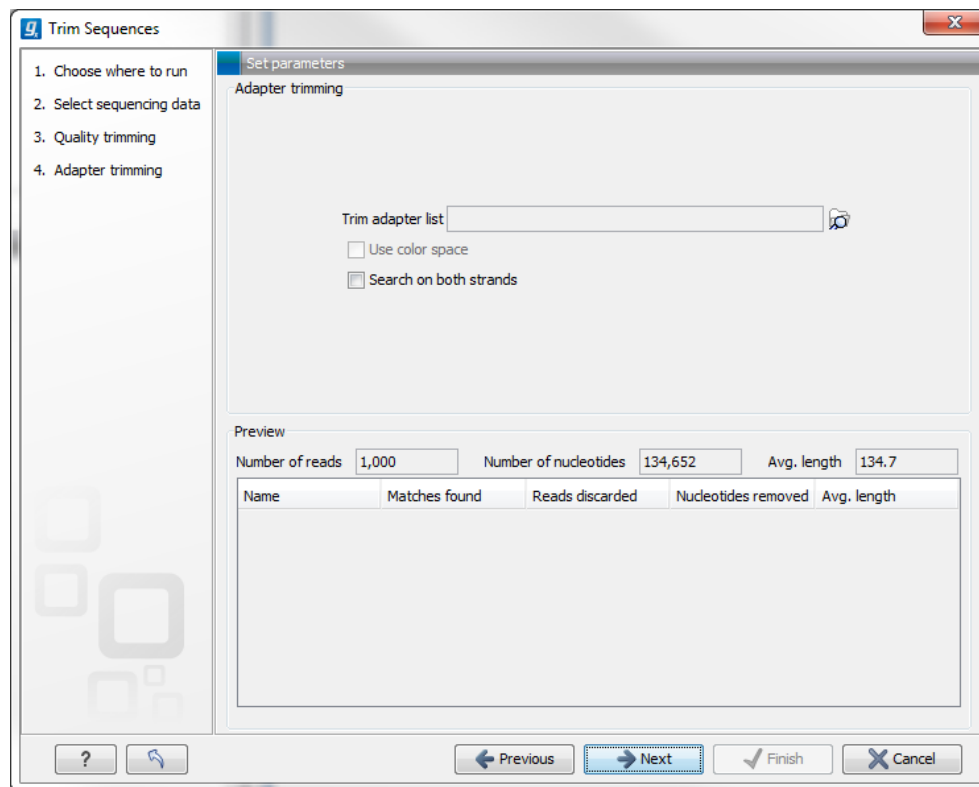 Trim Sequences
1. Choose where to run
2. Select sequencing data
3. Quality trimming
4. Adapter trimming
Set parameters
Adapter trimming
Trim adapter list
Use color space
Search on both strands
Preview
Number of reads 1,000 Number of nucleotides 134,652 Avg. length 134.7
Name Matches found Reads discarded Nucleotides removed Avg. length
? Previous Next Finish Cancel